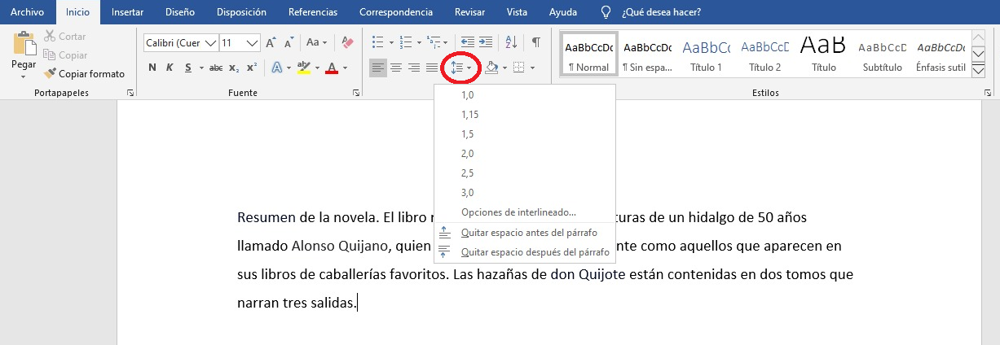 Archivo Inicio Insertar Diseño Disposición Referencias Correspondencia Revisar Vista Ayuda ¿Qué desea hacer?
Pegar
Cortar
Copiar
Copiar formato
Portapapeles
Calibri (Cuer 11 A A Aa A
N K S abc x₂ x² A ab A
Fuente
A Z ¶
AaBbCcDc AaBbCcDc AaBbCc AaBbCcD AaB AaBbCcD AaBbCcDc
¶ Normal ¶ Sin espa... Título 1 Título 2 Título Subtítulo Énfasis sutil
Estilos
1,0
1,15
1,5
2,0
2,5
3,0
Opciones de interlineado...
Quitar espacio antes del párrafo
Quitar espacio después del párrafo
Resumen de la novela. El libro turas de un hidalgo de 50 años
llamado Alonso Quijano, quien nte como aquellos que aparecen en
sus libros de caballerías favoritos. Las hazañas de don Quijote están contenidas en dos tomos que
narran tres salidas.